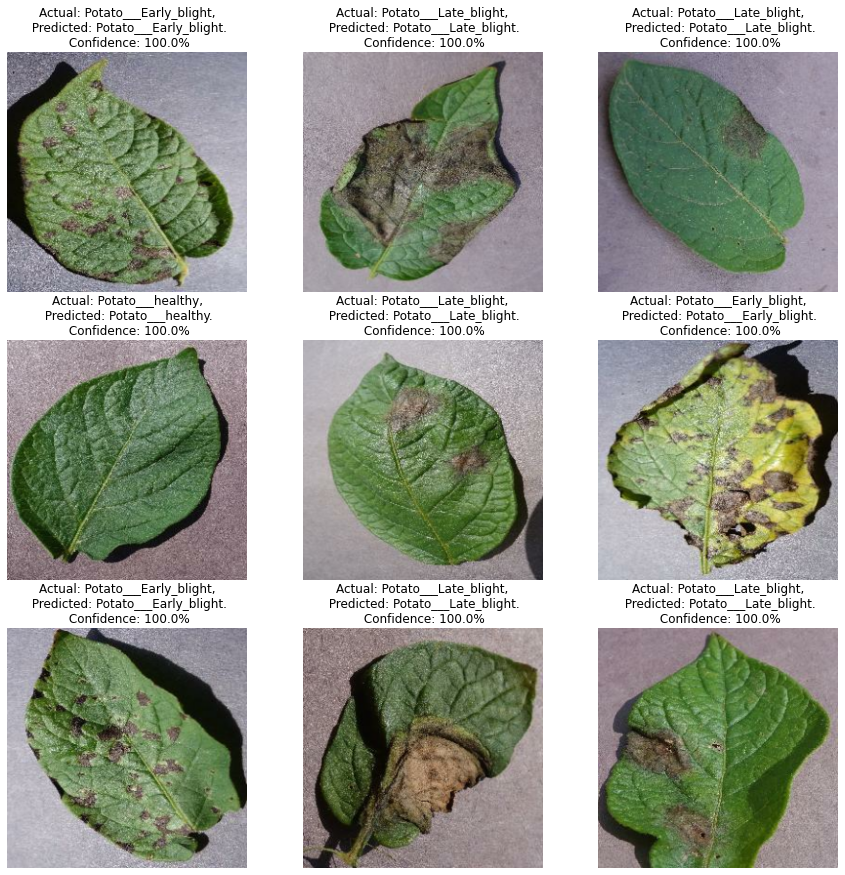 Actual: Potato___Early_blight,
Predicted: Potato___Early_blight.
Confidence: 100.0%
Actual: Potato___Late_blight,
Predicted: Potato___Late_blight.
Confidence: 100.0%
Actual: Potato___Late_blight,
Predicted: Potato___Late_blight.
Confidence: 100.0%
Actual: Potato___healthy,
Predicted: Potato___healthy.
Confidence: 100.0%
Actual: Potato___Late_blight,
Predicted: Potato___Late_blight.
Confidence: 100.0%
Actual: Potato___Early_blight,
Predicted: Potato___Early_blight.
Confidence: 100.0%
Actual: Potato___Early_blight,
Predicted: Potato___Early_blight.
Confidence: 100.0%
Actual: Potato___Late_blight,
Predicted: Potato___Late_blight.
Confidence: 100.0%
Actual: Potato___Late_blight,
Predicted: Potato___Late_blight.
Confidence: 100.0%